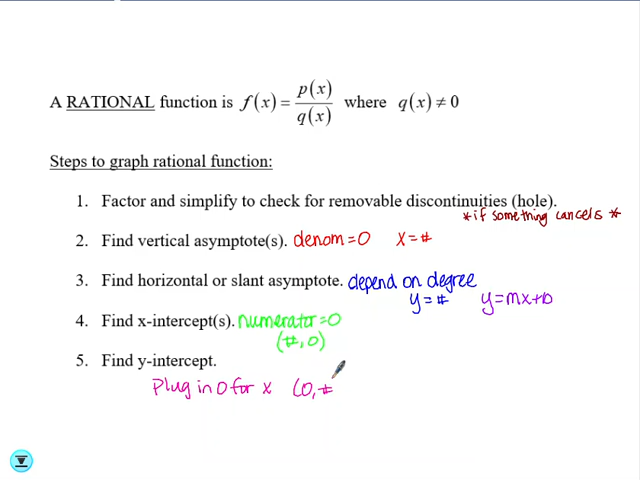 A RATIONAL function is f(x) = p(x)/q(x) where q(x) ≠ 0
Steps to graph rational function:
1. Factor and simplify to check for removable discontinuities (hole).
*if something cancels *
2. Find vertical asymptote(s). denom=0 x=#
3. Find horizontal or slant asymptote. depend on degree
y=# y=mx+b
4. Find x-intercept(s). numerator=0
(#,0)
5. Find y-intercept.
Plug in 0 for x (0,#